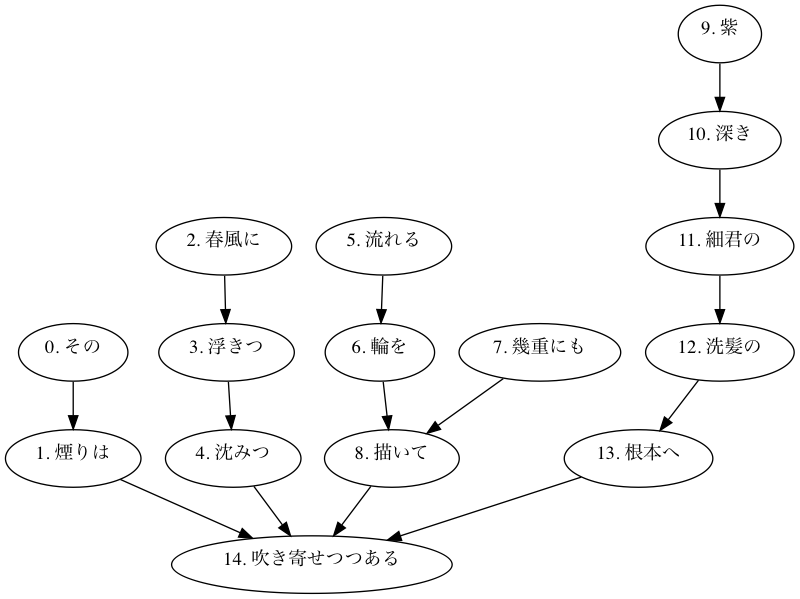 9. 紫
10. 深き
2. 春風に
5. 流れる
11. 細君の
0. その
3. 浮きつ
6. 輪を
7. 幾重にも
12. 洗髪の
1. 煙りは
4. 沈みつ
8. 描いて
13. 根本へ
14. 吹き寄せつつある